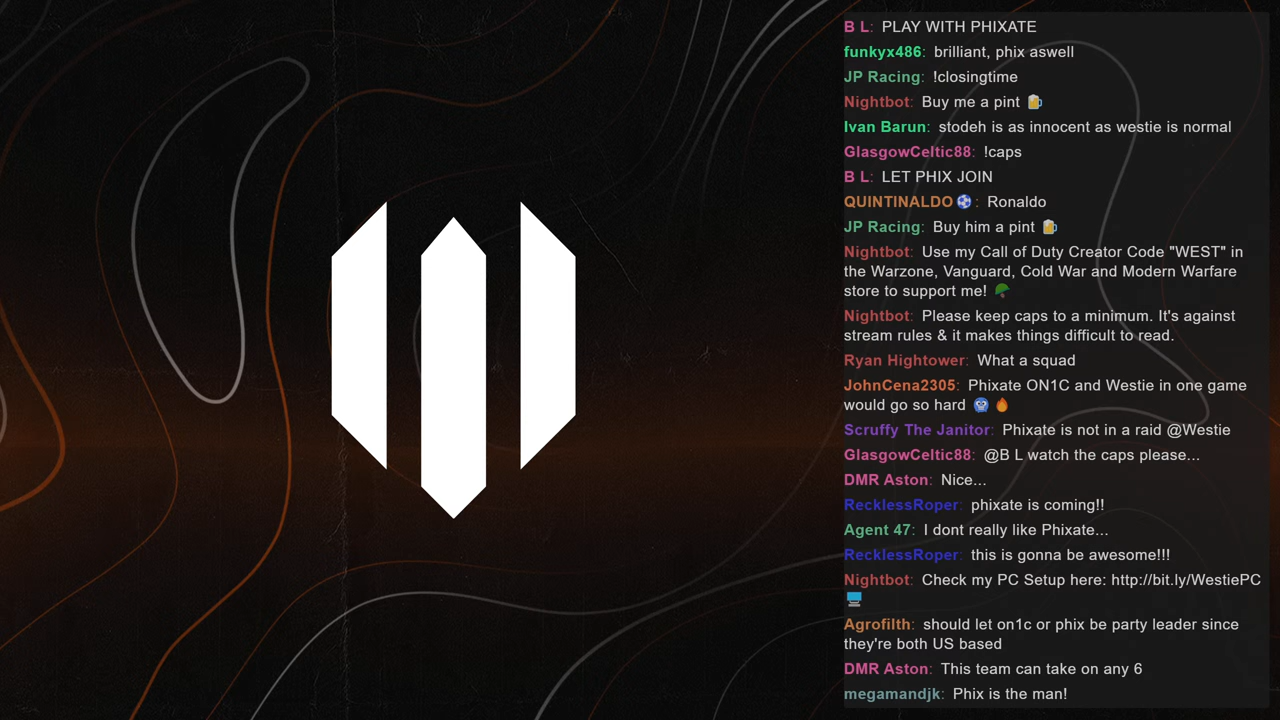 B L: PLAY WITH PHIXATE
funkyx486: brilliant, phix aswell
JP Racing: !closingtime
Nightbot: Buy me a pint 🍺
Ivan Barun: stodeh is as innocent as westie is normal
GlasgowCeltic88: !caps
B L: LET PHIX JOIN
QUINTINALDO⚽: Ronaldo
JP Racing: Buy him a pint 🍺
Nightbot: Use my Call of Duty Creator Code "WEST" in
the Warzone, Vanguard, Cold War and Modern Warfare
store to support me! 🪂
Nightbot: Please keep caps to a minimum. It's against
stream rules & it makes things difficult to read.
Ryan Hightower: What a squad
JohnCena2305: Phixate ON1C and Westie in one game
would go so hard 🥶 🔥
Scruffy The Janitor: Phixate is not in a raid @Westie
GlasgowCeltic88: @B L watch the caps please...
DMR Aston: Nice...
RecklessRoper: phixate is coming!!
Agent 47: I dont really like Phixate...
RecklessRoper: this is gonna be awesome!!!
Nightbot: Check my PC Setup here: http://bit.ly/WestiePC
🖥
Agrofilth: should let on1c or phix be party leader since
they're both US based
DMR Aston: This team can take on any 6
megamandjk: Phix is the man!